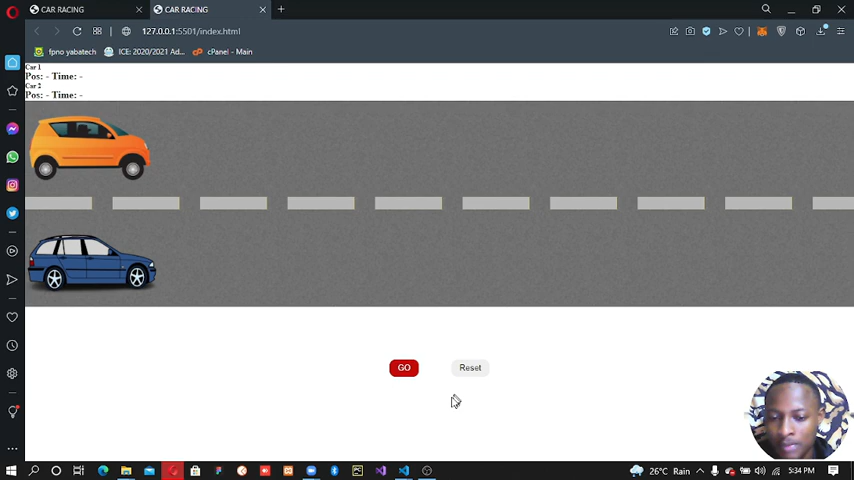 CAR RACING
CAR RACING
127.0.0.1:5501/index.html
fpno yabatech
ICE: 2020/2021 Ad...
cPanel - Main
Car 1
Pos: - Time: -
Car 2
Pos: - Time: -
GO
Reset
26°C Rain
5:34 PM